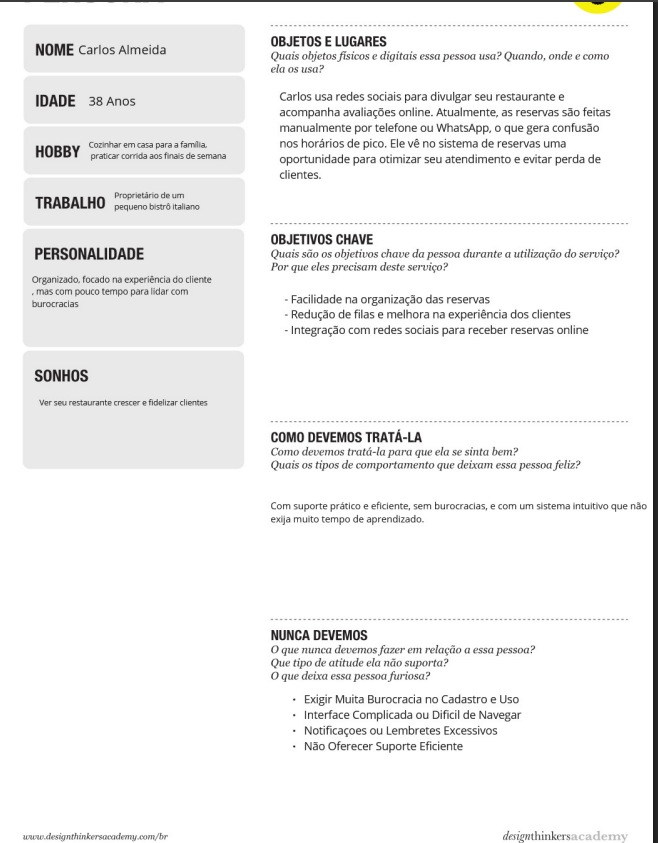 NOME Carlos Almeida
IDADE 38 Anos
HOBBY Cozinhar em casa para a família,
praticar corrida aos finais de semana
TRABALHO Proprietário de um
pequeno bistrô italiano
PERSONALIDADE
Organizado, focado na experiência do cliente
, mas com pouco tempo para lidar com
burocracias
SONHOS
Ver seu restaurante crescer e fidelizar clientes
OBJETOS E LUGARES
Quais objetos físicos e digitais essa pessoa usa? Quando, onde e como
ela os usa?
Carlos usa redes sociais para divulgar seu restaurante e
acompanha avaliações online. Atualmente, as reservas são feitas
manualmente por telefone ou WhatsApp, o que gera confusão
nos horários de pico. Ele vê no sistema de reservas uma
oportunidade para otimizar seu atendimento e evitar perda de
clientes.
OBJETIVOS CHAVE
Quais são os objetivos chave da pessoa durante a utilização do serviço?
Por que eles precisam deste serviço?
- Facilidade na organização das reservas
- Redução de filas e melhora na experiência dos clientes
- Integração com redes sociais para receber reservas online
COMO DEVEMOS TRATÁ-LA
Como devemos tratá-la para que ela se sinta bem?
Quais os tipos de comportamento que deixam essa pessoa feliz?
Com suporte prático e eficiente, sem burocracias, e com um sistema intuitivo que não
exija muito tempo de aprendizado.
NUNCA DEVEMOS
O que nunca devemos fazer em relação a essa pessoa?
Que tipo de atitude ela não suporta?
O que deixa essa pessoa furiosa?
• Exigir Muita Burocracia no Cadastro e Uso
• Interface Complicada ou Dificil de Navegar
• Notificaçoes ou Lembretes Excessivos
• Não Oferecer Suporte Eficiente
www.designthinkersacademy.com/br
designthinkersacademy